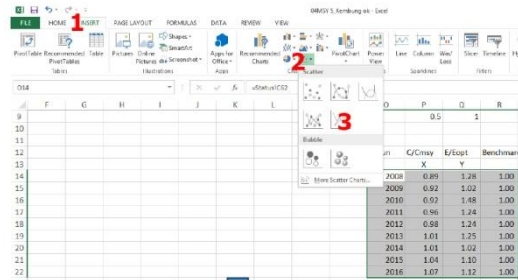 04MSY 5_Kembung ok - Excel
FILE HOME INSERT PAGE LAYOUT FORMULAS DATA REVIEW VIEW
1
PivotTable Recommended PivotTables Table
Pictures Online Pictures Shapes SmartArt Screenshot
Apps for Office
Recommended Charts
PivotChart
Power View
Line Column Win/Loss
Slicer Timeline
Tables Illustrations Apps Sparklines Filters
2
O14
Scatter
3
Bubble
More Scatter Charts...
F G H I J K L O P Q R
9 0.5 1
10
11
12 C/Cmsy E/Eopt Benchmar
13 X Y
14 2008 0.89 1.28 1.00
15 2009 0.92 1.02 1.00
16 2010 0.92 1.48 1.00
17 2011 0.96 1.24 1.00
18 2012 0.98 1.24 1.00
19 2013 1.01 1.25 1.00
20 2014 1.01 1.02 1.00
21 2015 1.04 1.10 1.00
22 2016 1.07 1.12 1.00